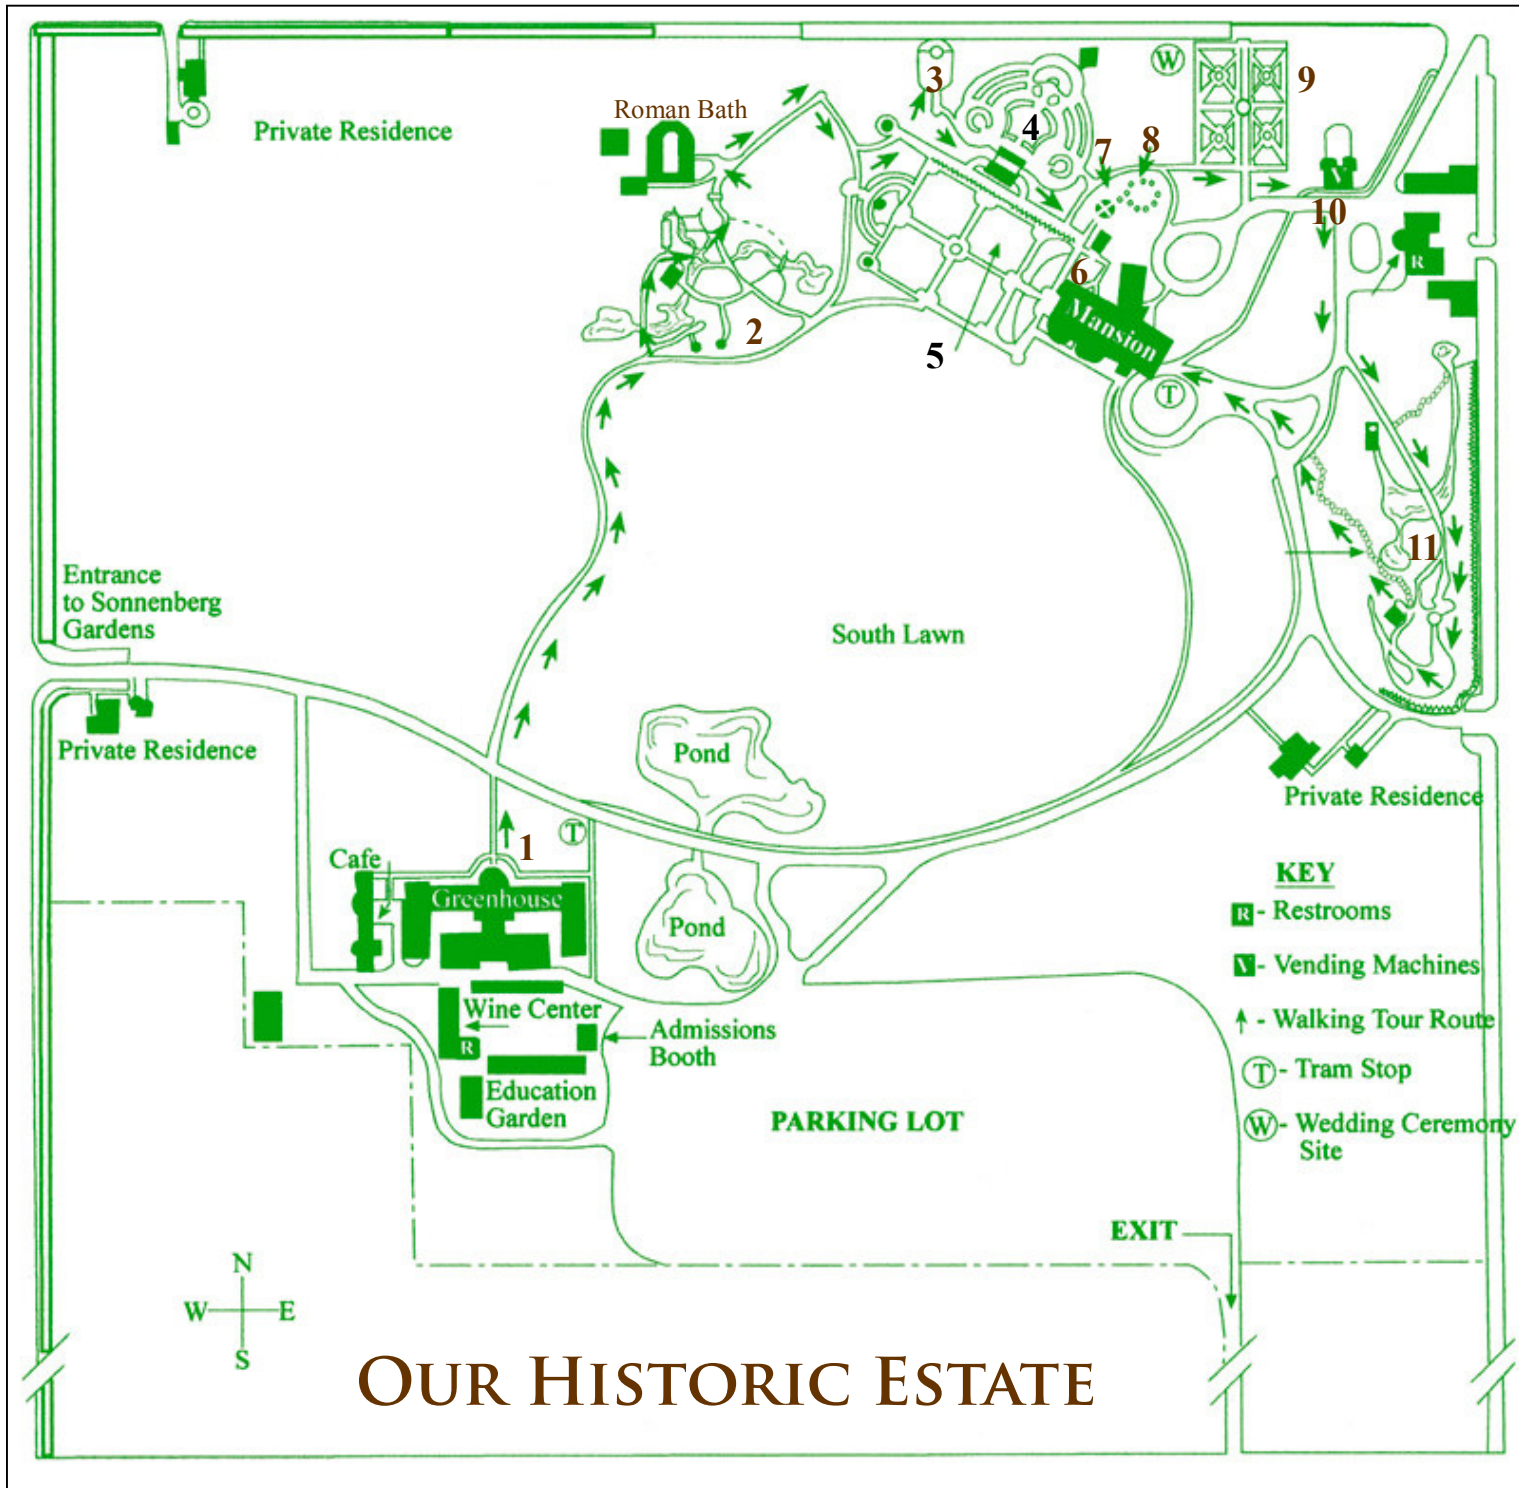 3
W
9
4
Roman Bath
Private Residence
7
8
V
10
R
6
Mansion
2
5
T
11
Entrance
to Sonnenberg
Gardens
South Lawn
Private Residence
Pond
Private Residence
1
T
Cafe
Greenhouse
Pond
KEY
R - Restrooms
V - Vending Machines
- Walking Tour Route
T - Tram Stop
W - Wedding Ceremony
Site
Wine Center
R
Admissions
Booth
Education
Garden
PARKING LOT
EXIT
N
W E
S
OUR HISTORIC ESTATE